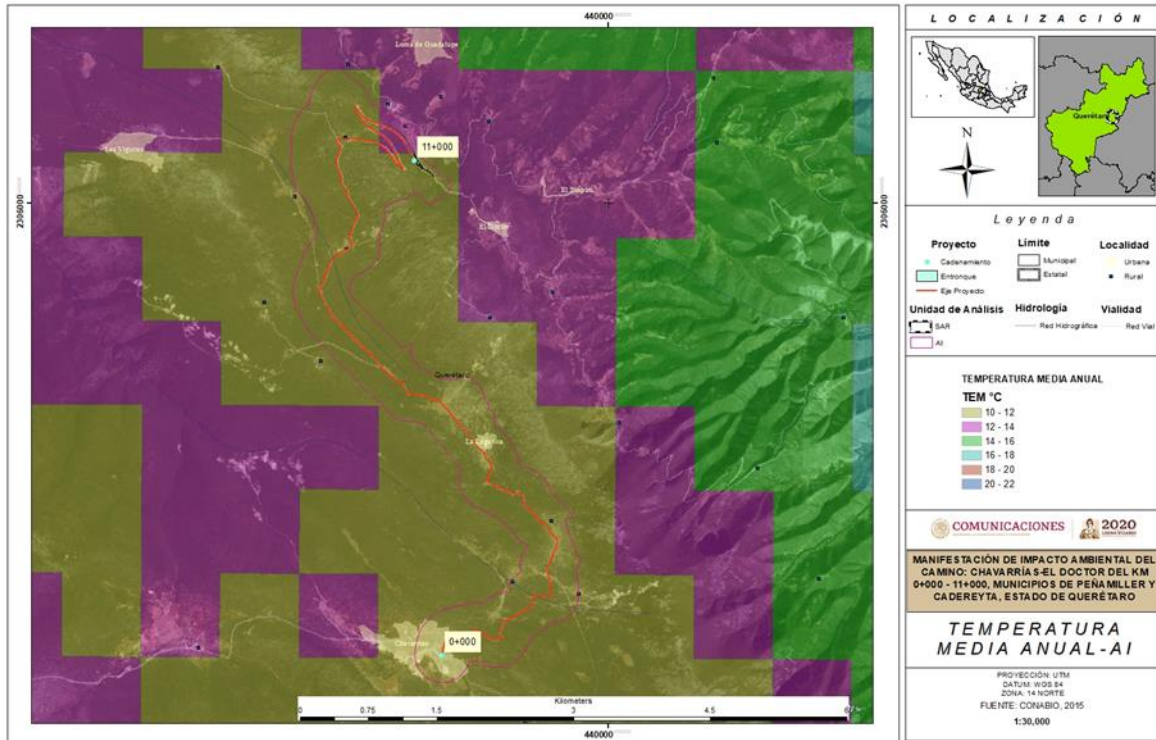 440000
2306000
Loma de Guadalupe
11+000
El Doctor
Querétaro
La Laguna
0+000
Kilometers
0 0.75 1.5 3 4.5
440000
2306000
LOCALIZACIÓN
Querétaro
N
Leyenda
Proyecto
Cadenamiento
Entronque
Eje Proyecto
Límite
Municipal
Estatal
Localidad
Urbana
Rural
Unidad de Análisis
SAR
AI
Hidrología
Red Hidrográfica
Vialidad
Red Vial
TEMPERATURA MEDIA ANUAL
TEM °C
10 - 12
12 - 14
14 - 16
16 - 18
18 - 20
20 - 22
COMUNICACIONES
2020
MANIFESTACIÓN DE IMPACTO AMBIENTAL DEL
CAMINO: CHAVARRÍAS-EL DOCTOR DEL KM
0+000 - 11+000, MUNICIPIOS DE PEÑAMILLER Y
CADEREYTA, ESTADO DE QUERÉTARO
TEMPERATURA
MEDIA ANUAL-AI
PROYECCIÓN: UTM
DATUM: WGS 84
ZONA: 14 NORTE
FUENTE: CONABIO, 2015
1:30,000